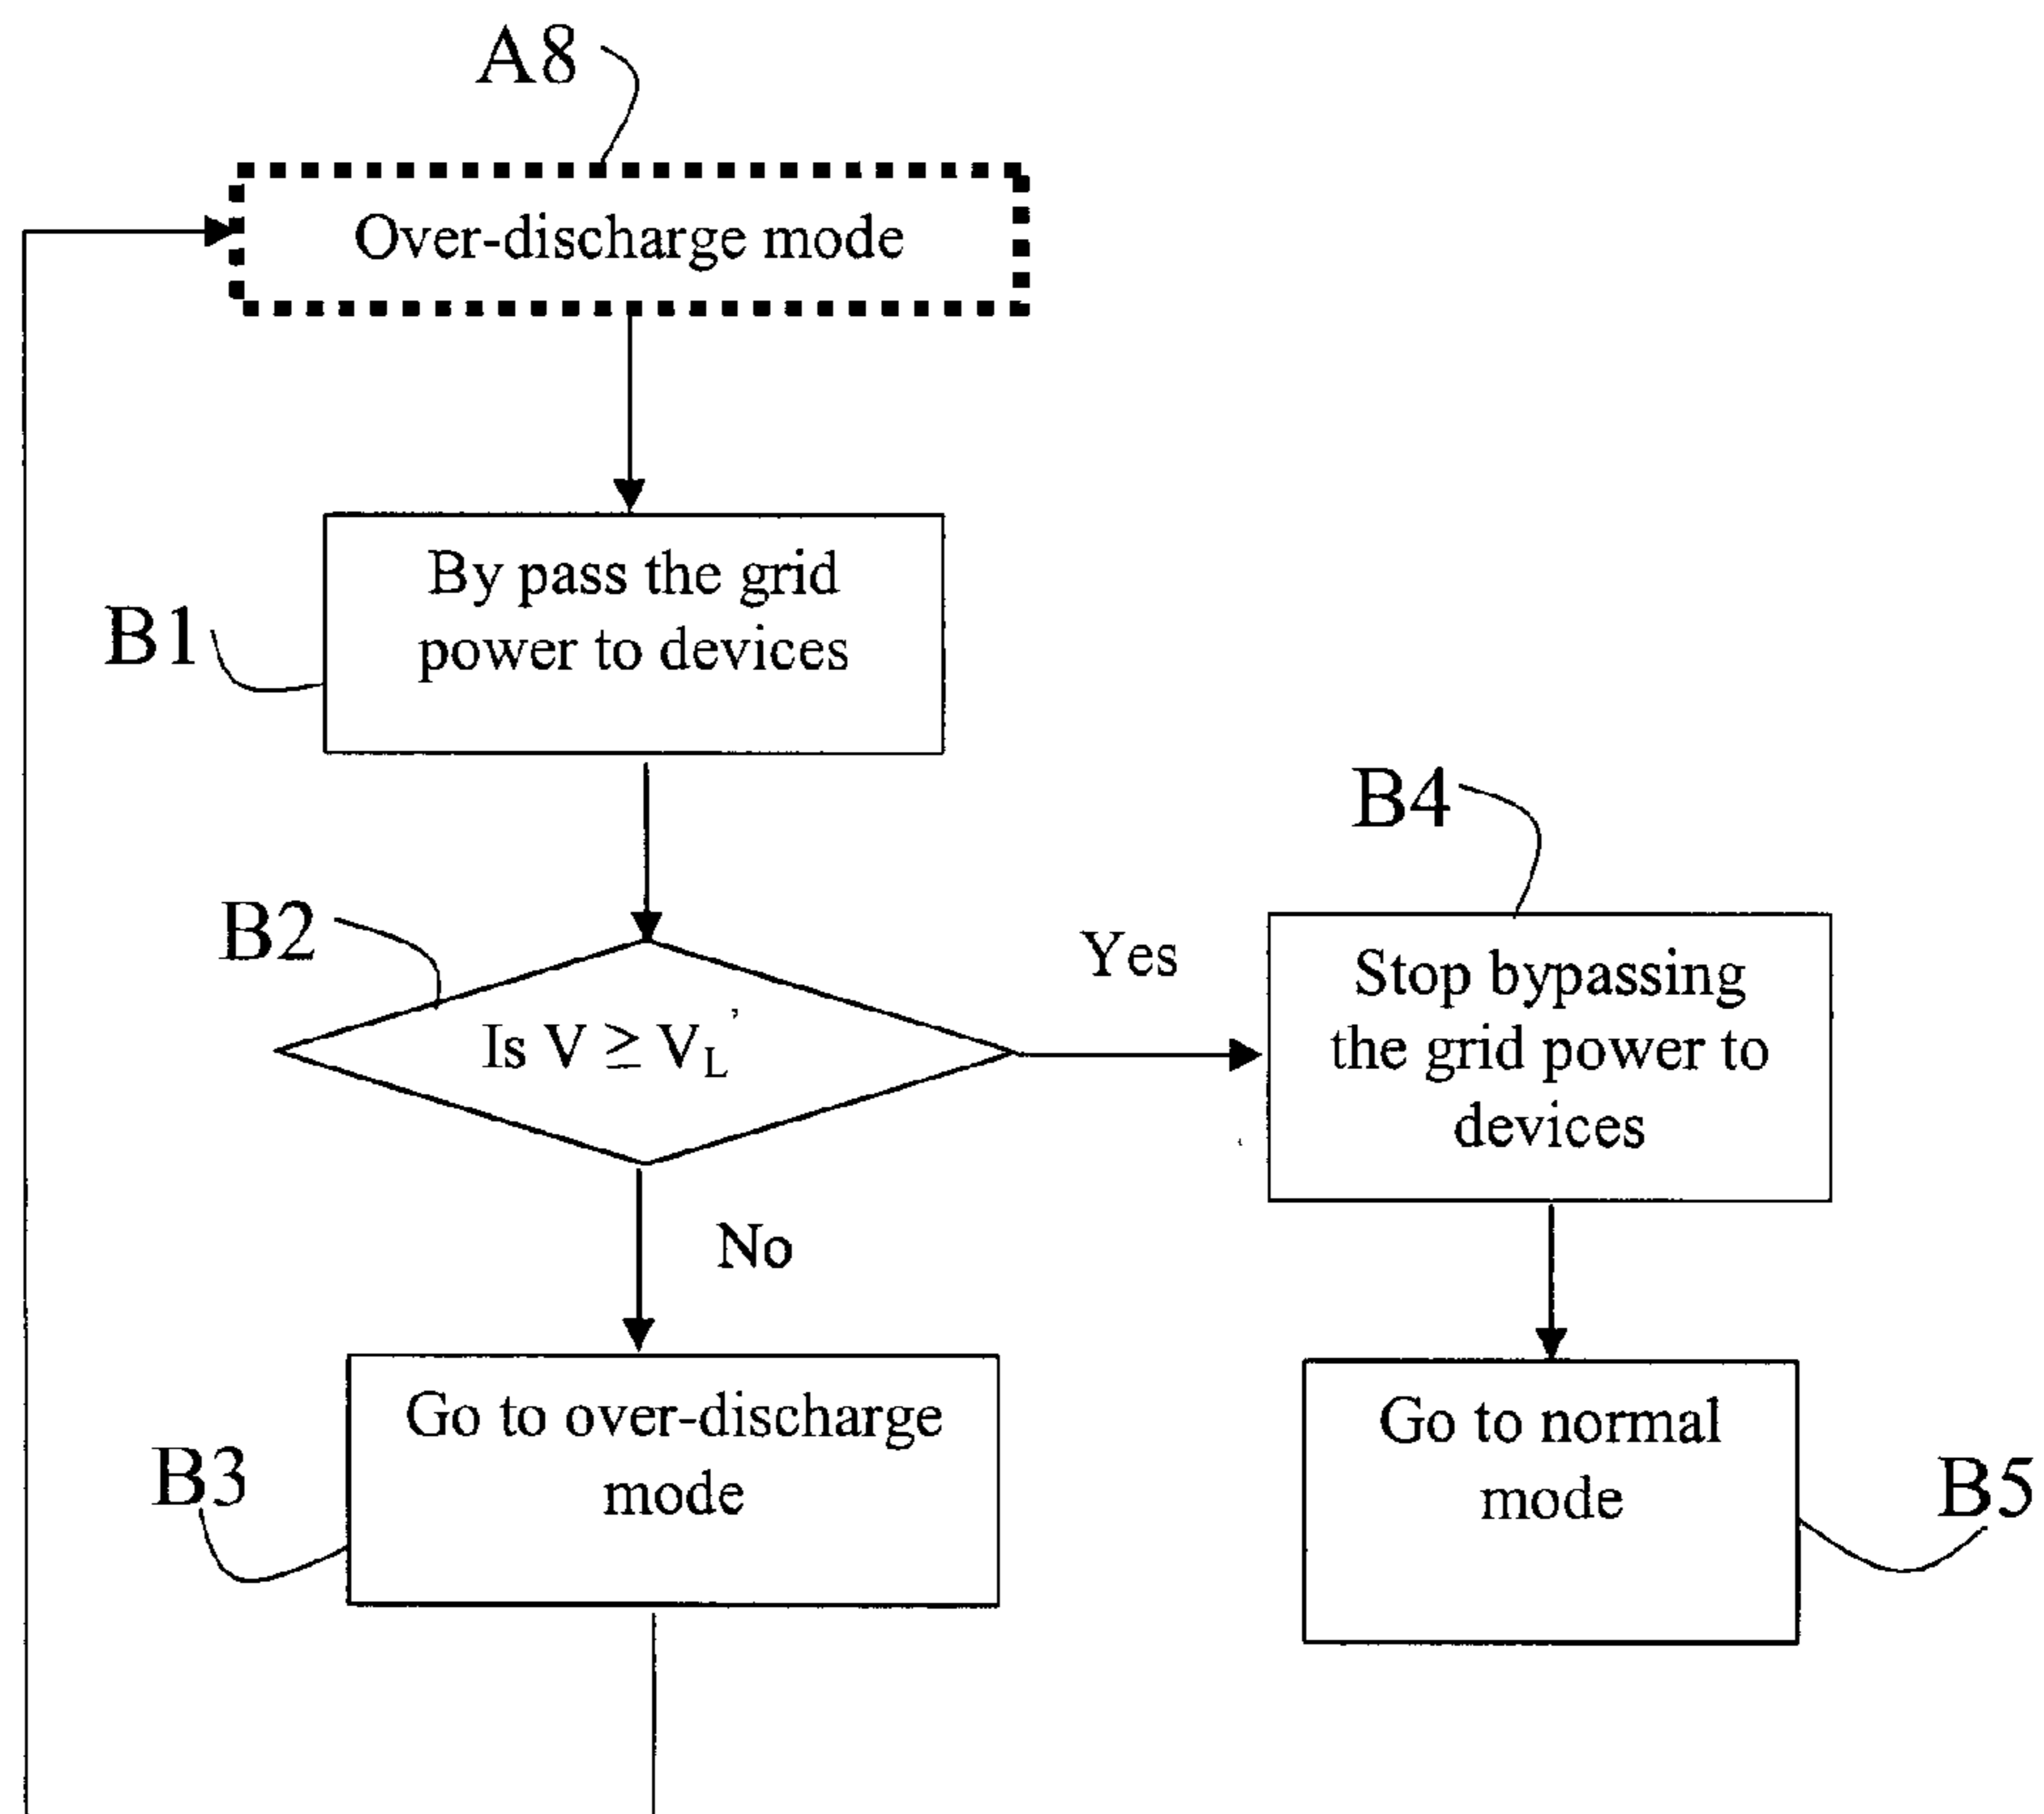 A8
Over-discharge mode
By pass the grid
power to devices
B1
B4
B2
Yes
Stop bypassing
the grid power to
devices
Is V ≥ V_L'
No
Go to over-discharge
mode
B3
Go to normal
mode
B5